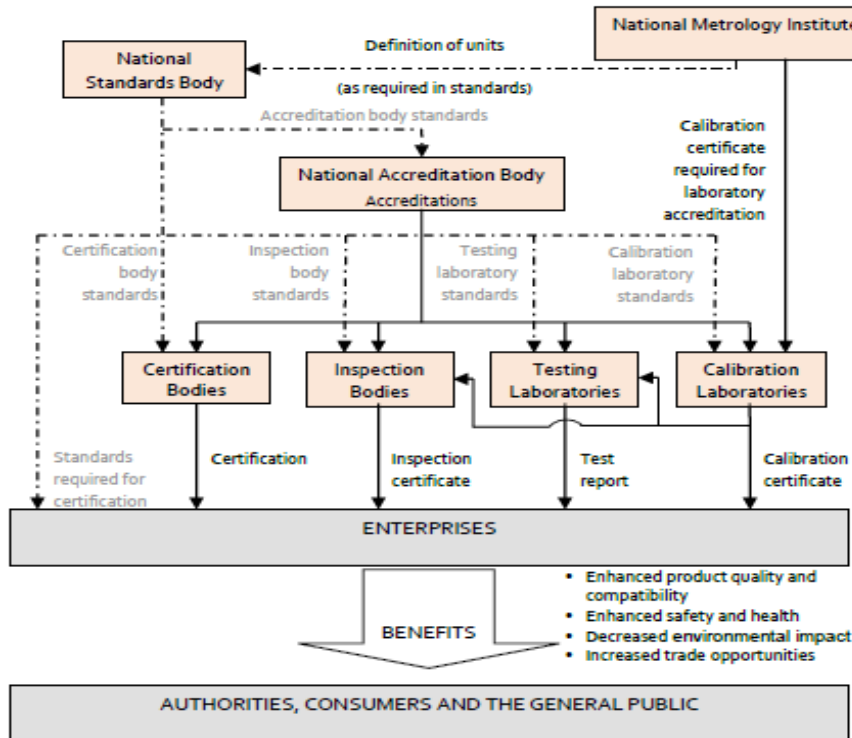 National Metrology Institute
Definition of units
National
Standards Body
(as required in standards)
Accreditation body standards
Calibration
certificate
required for
laboratory
accreditation
National Accreditation Body
Accreditations
Certification
body
standards
Inspection
body
standards
Testing
laboratory
standards
Calibration
laboratory
standards
Certification
Bodies
Inspection
Bodies
Testing
Laboratories
Calibration
Laboratories
Standards
required for
certification
Certification
Inspection
certificate
Test
report
Calibration
certificate
ENTERPRISES
BENEFITS
• Enhanced product quality and
compatibility
• Enhanced safety and health
• Decreased environmental impact
• Increased trade opportunities
AUTHORITIES, CONSUMERS AND THE GENERAL PUBLIC